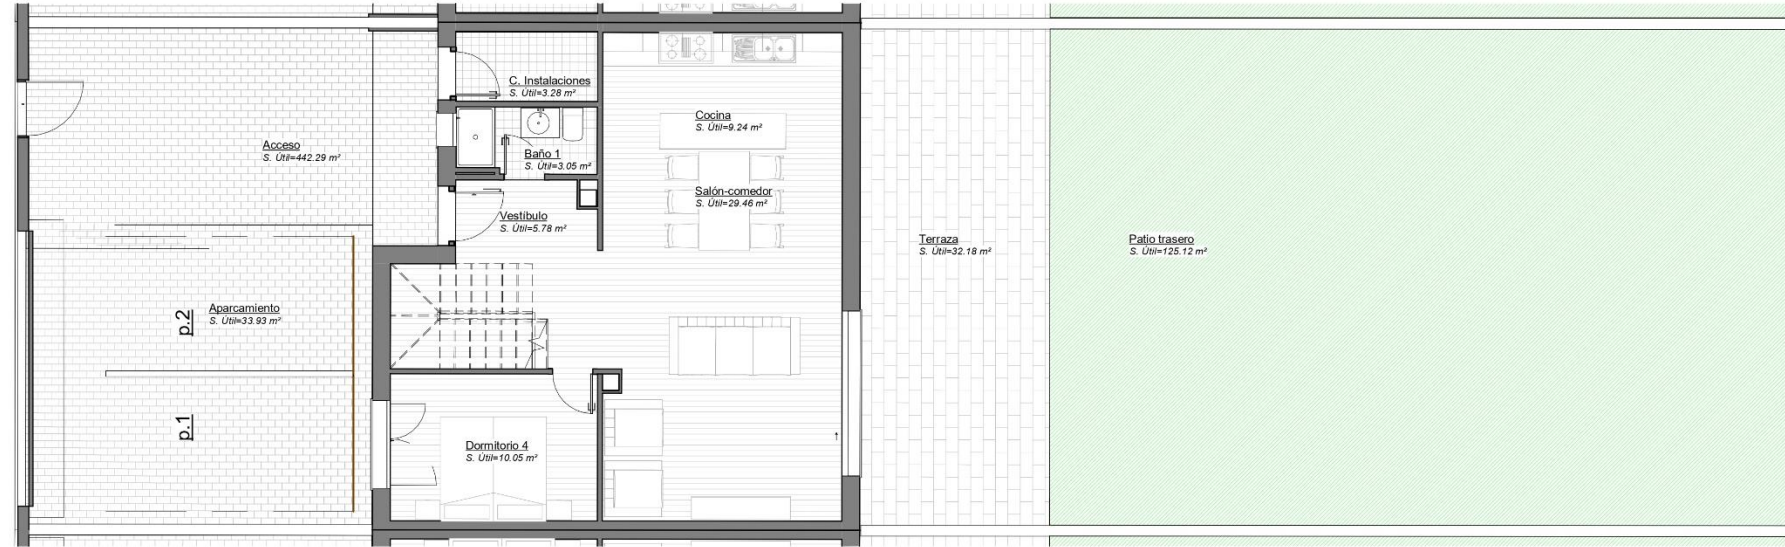 C. Instalaciones
S. Útil=3.28 m²
Cocina
S. Útil=9.24 m²
Acceso
S. Útil=442.29 m²
Baño 1
S. Útil=3.05 m²
Salón-comedor
S. Útil=29.46 m²
Vestíbulo
S. Útil=5.78 m²
Terraza
S. Útil=32.18 m²
Patio trasero
S. Útil=125.12 m²
Aparcamiento
S. Útil=33.93 m²
p.2
p.1
Dormitorio 4
S. Útil=10.05 m²